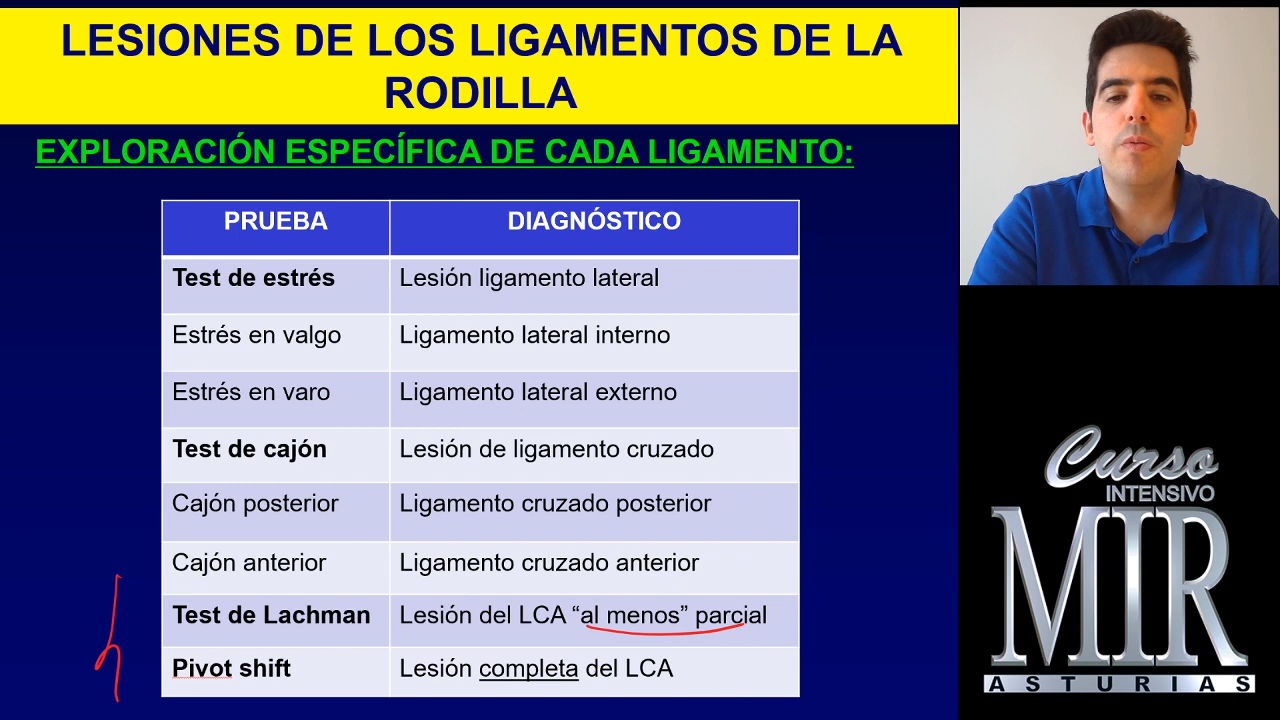 LESIONES DE LOS LIGAMENTOS DE LA
RODILLA
EXPLORACIÓN ESPECÍFICA DE CADA LIGAMENTO:
PRUEBA DIAGNÓSTICO
Test de estrés Lesión ligamento lateral
Estrés en valgo Ligamento lateral interno
Estrés en varo Ligamento lateral externo
Test de cajón Lesión de ligamento cruzado
Cajón posterior Ligamento cruzado posterior
Cajón anterior Ligamento cruzado anterior
Test de Lachman Lesión del LCA “al menos” parcial
Pivot shift Lesión completa del LCA
Curso
INTENSIVO
MIR
ASTURIAS